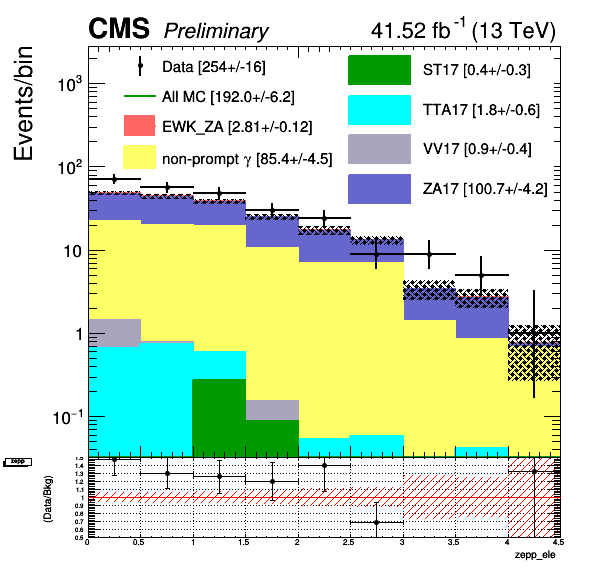 CMS Preliminary 41.52 fb⁻¹ (13 TeV)
Events/bin
Data [254+/-16]
All MC [192.0+/-6.2]
EWK_ZA [2.81+/-0.12]
non-prompt γ [85.4+/-4.5]
ST17 [0.4+/-0.3]
TTA17 [1.8+/-0.6]
VV17 [0.9+/-0.4]
ZA17 [100.7+/-4.2]
10³
10²
10
1
10⁻¹
zepp
(Data/Bkg)
1.5
1.4
1.3
1.2
1.1
1
0.9
0.8
0.7
0.6
0.5
0 0.5 1 1.5 2 2.5 3 3.5 4 4.5
zepp_ele